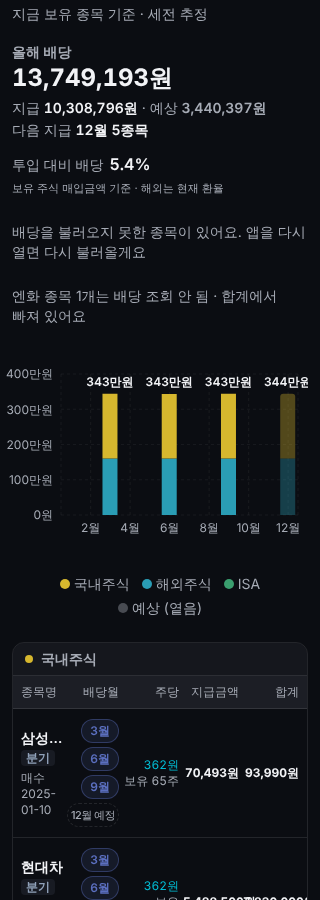 지금 보유 종목 기준 · 세전 추정
올해 배당
13,749,193원
지급 10,308,796원 · 예상 3,440,397원
다음 지급 12월 5종목
투입 대비 배당 5.4%
보유 주식 매입금액 기준 · 해외는 현재 환율
배당을 불러오지 못한 종목이 있어요. 앱을 다시
열면 다시 불러올게요
엔화 종목 1개는 배당 조회 안 됨 · 합계에서
빠져 있어요
400만원
343만원 343만원 343만원 344만원
300만원
200만원
100만원
0원
2월 4월 6월 8월 10월 12월
국내주식 해외주식 ISA
예상 (옅음)
국내주식
종목명 배당월 주당 지급금액 합계
삼성...
분기
매수
2025-
01-10
3월
6월
9월
12월 예정
362원
보유 65주
70,493원 93,990원
현대차
분기
3월
6월
362원